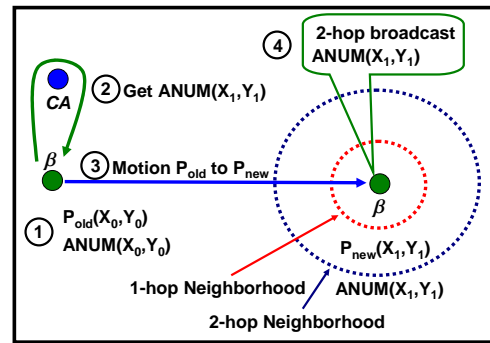 ④
2-hop broadcast
ANUM(X₁,Y₁)
CA
② Get ANUM(X₁,Y₁)
β
③ Motion Pold to Pnew
①
Pold(X₀,Y₀)
ANUM(X₀,Y₀)
β
Pnew(X₁,Y₁)
1-hop Neighborhood
ANUM(X₁,Y₁)
2-hop Neighborhood